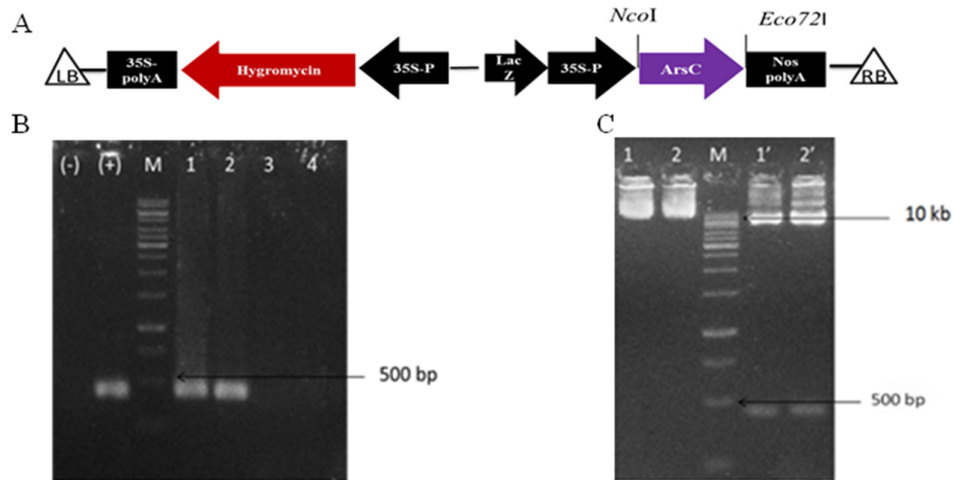 A
NcoI
Eco72I
LB
35S-
polyA
Hygromycin
35S-P
Lac
Z
35S-P
ArsC
Nos
polyA
RB
B
(-) (+) M 1 2 3 4
500 bp
C
1 2 M 1’ 2’
10 kb
500 bp